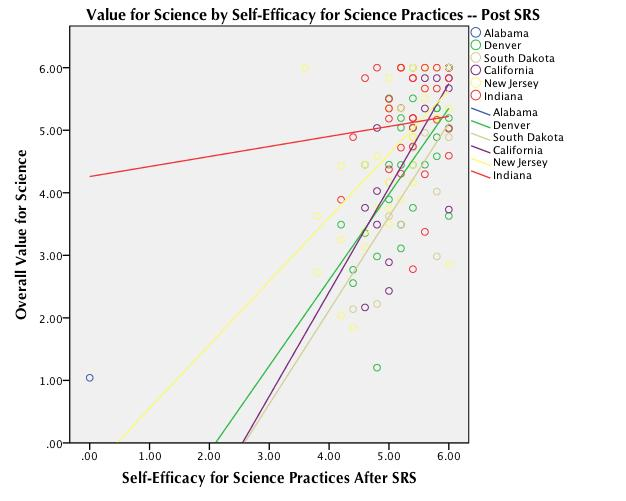 Value for Science by Self-Efficacy for Science Practices -- Post SRS
Alabama
Denver
South Dakota
California
New Jersey
Indiana
Alabama
Denver
South Dakota
California
New Jersey
Indiana
Overall Value for Science
6.00
5.00
4.00
3.00
2.00
1.00
.00
.00 1.00 2.00 3.00 4.00 5.00 6.00
Self-Efficacy for Science Practices After SRS